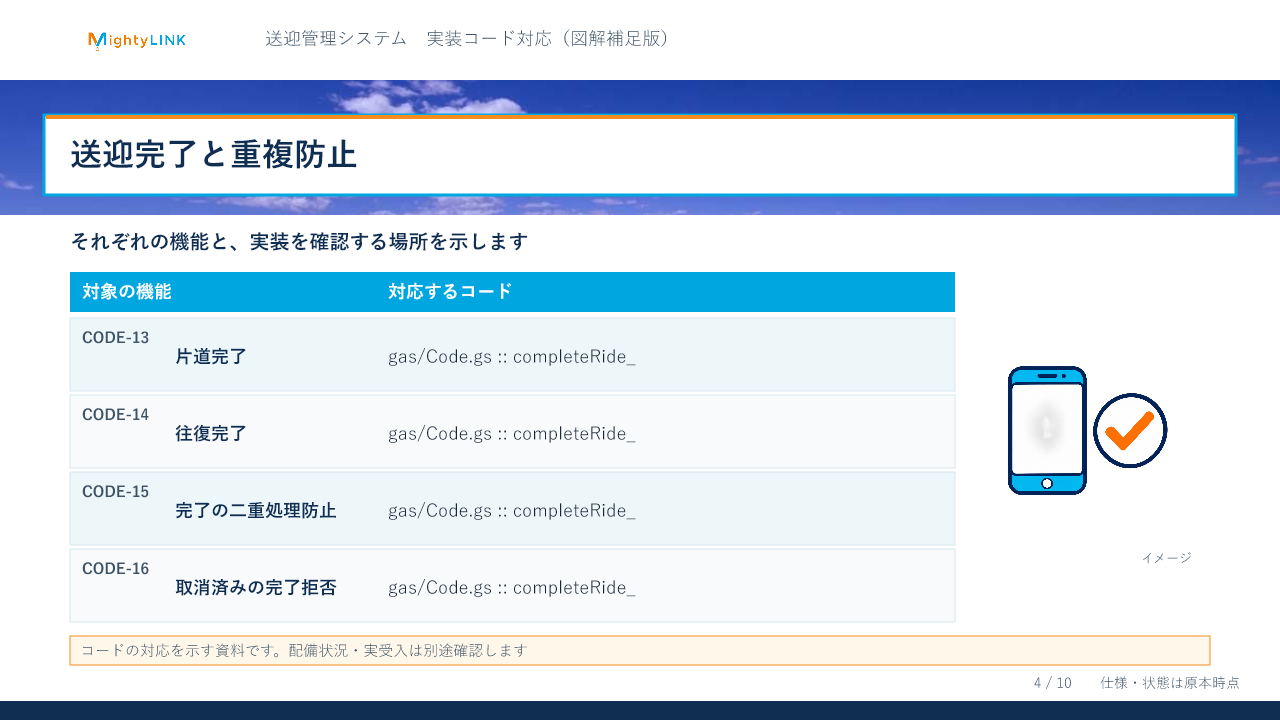 MightyLINK
送迎管理システム　実装コード対応（図解補足版）
送迎完了と重複防止
それぞれの機能と、実装を確認する場所を示します
対象の機能　対応するコード
CODE-13
片道完了　gas/Code.gs :: completeRide_
CODE-14
往復完了　gas/Code.gs :: completeRide_
CODE-15
完了の二重処理防止　gas/Code.gs :: completeRide_
CODE-16
取消済みの完了拒否　gas/Code.gs :: completeRide_
イメージ
コードの対応を示す資料です。配備状況・実受入は別途確認します
4 / 10　仕様・状態は原本時点